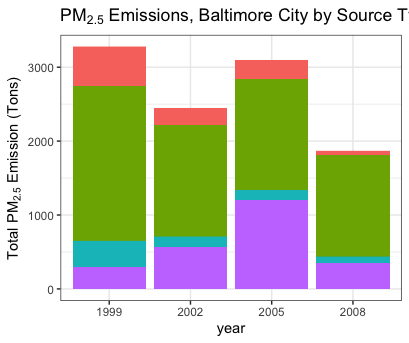 PM2.5 Emissions, Baltimore City by Source T
Total PM2.5 Emission (Tons)
3000
2000
1000
0
1999 2002 2005 2008
year